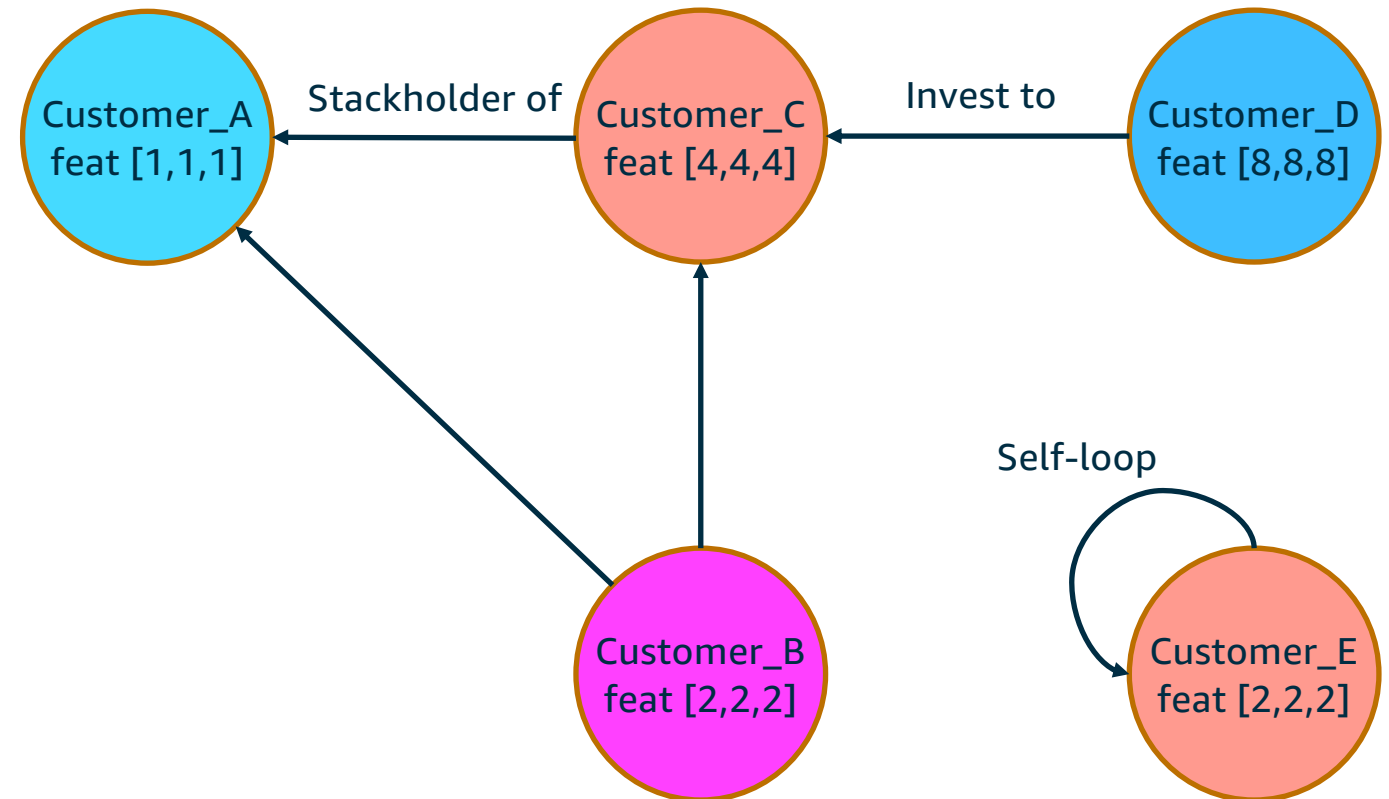 Stackholder of
Invest to
Customer_A
feat [1,1,1]
Customer_C
feat [4,4,4]
Customer_D
feat [8,8,8]
Self-loop
Customer_B
feat [2,2,2]
Customer_E
feat [2,2,2]